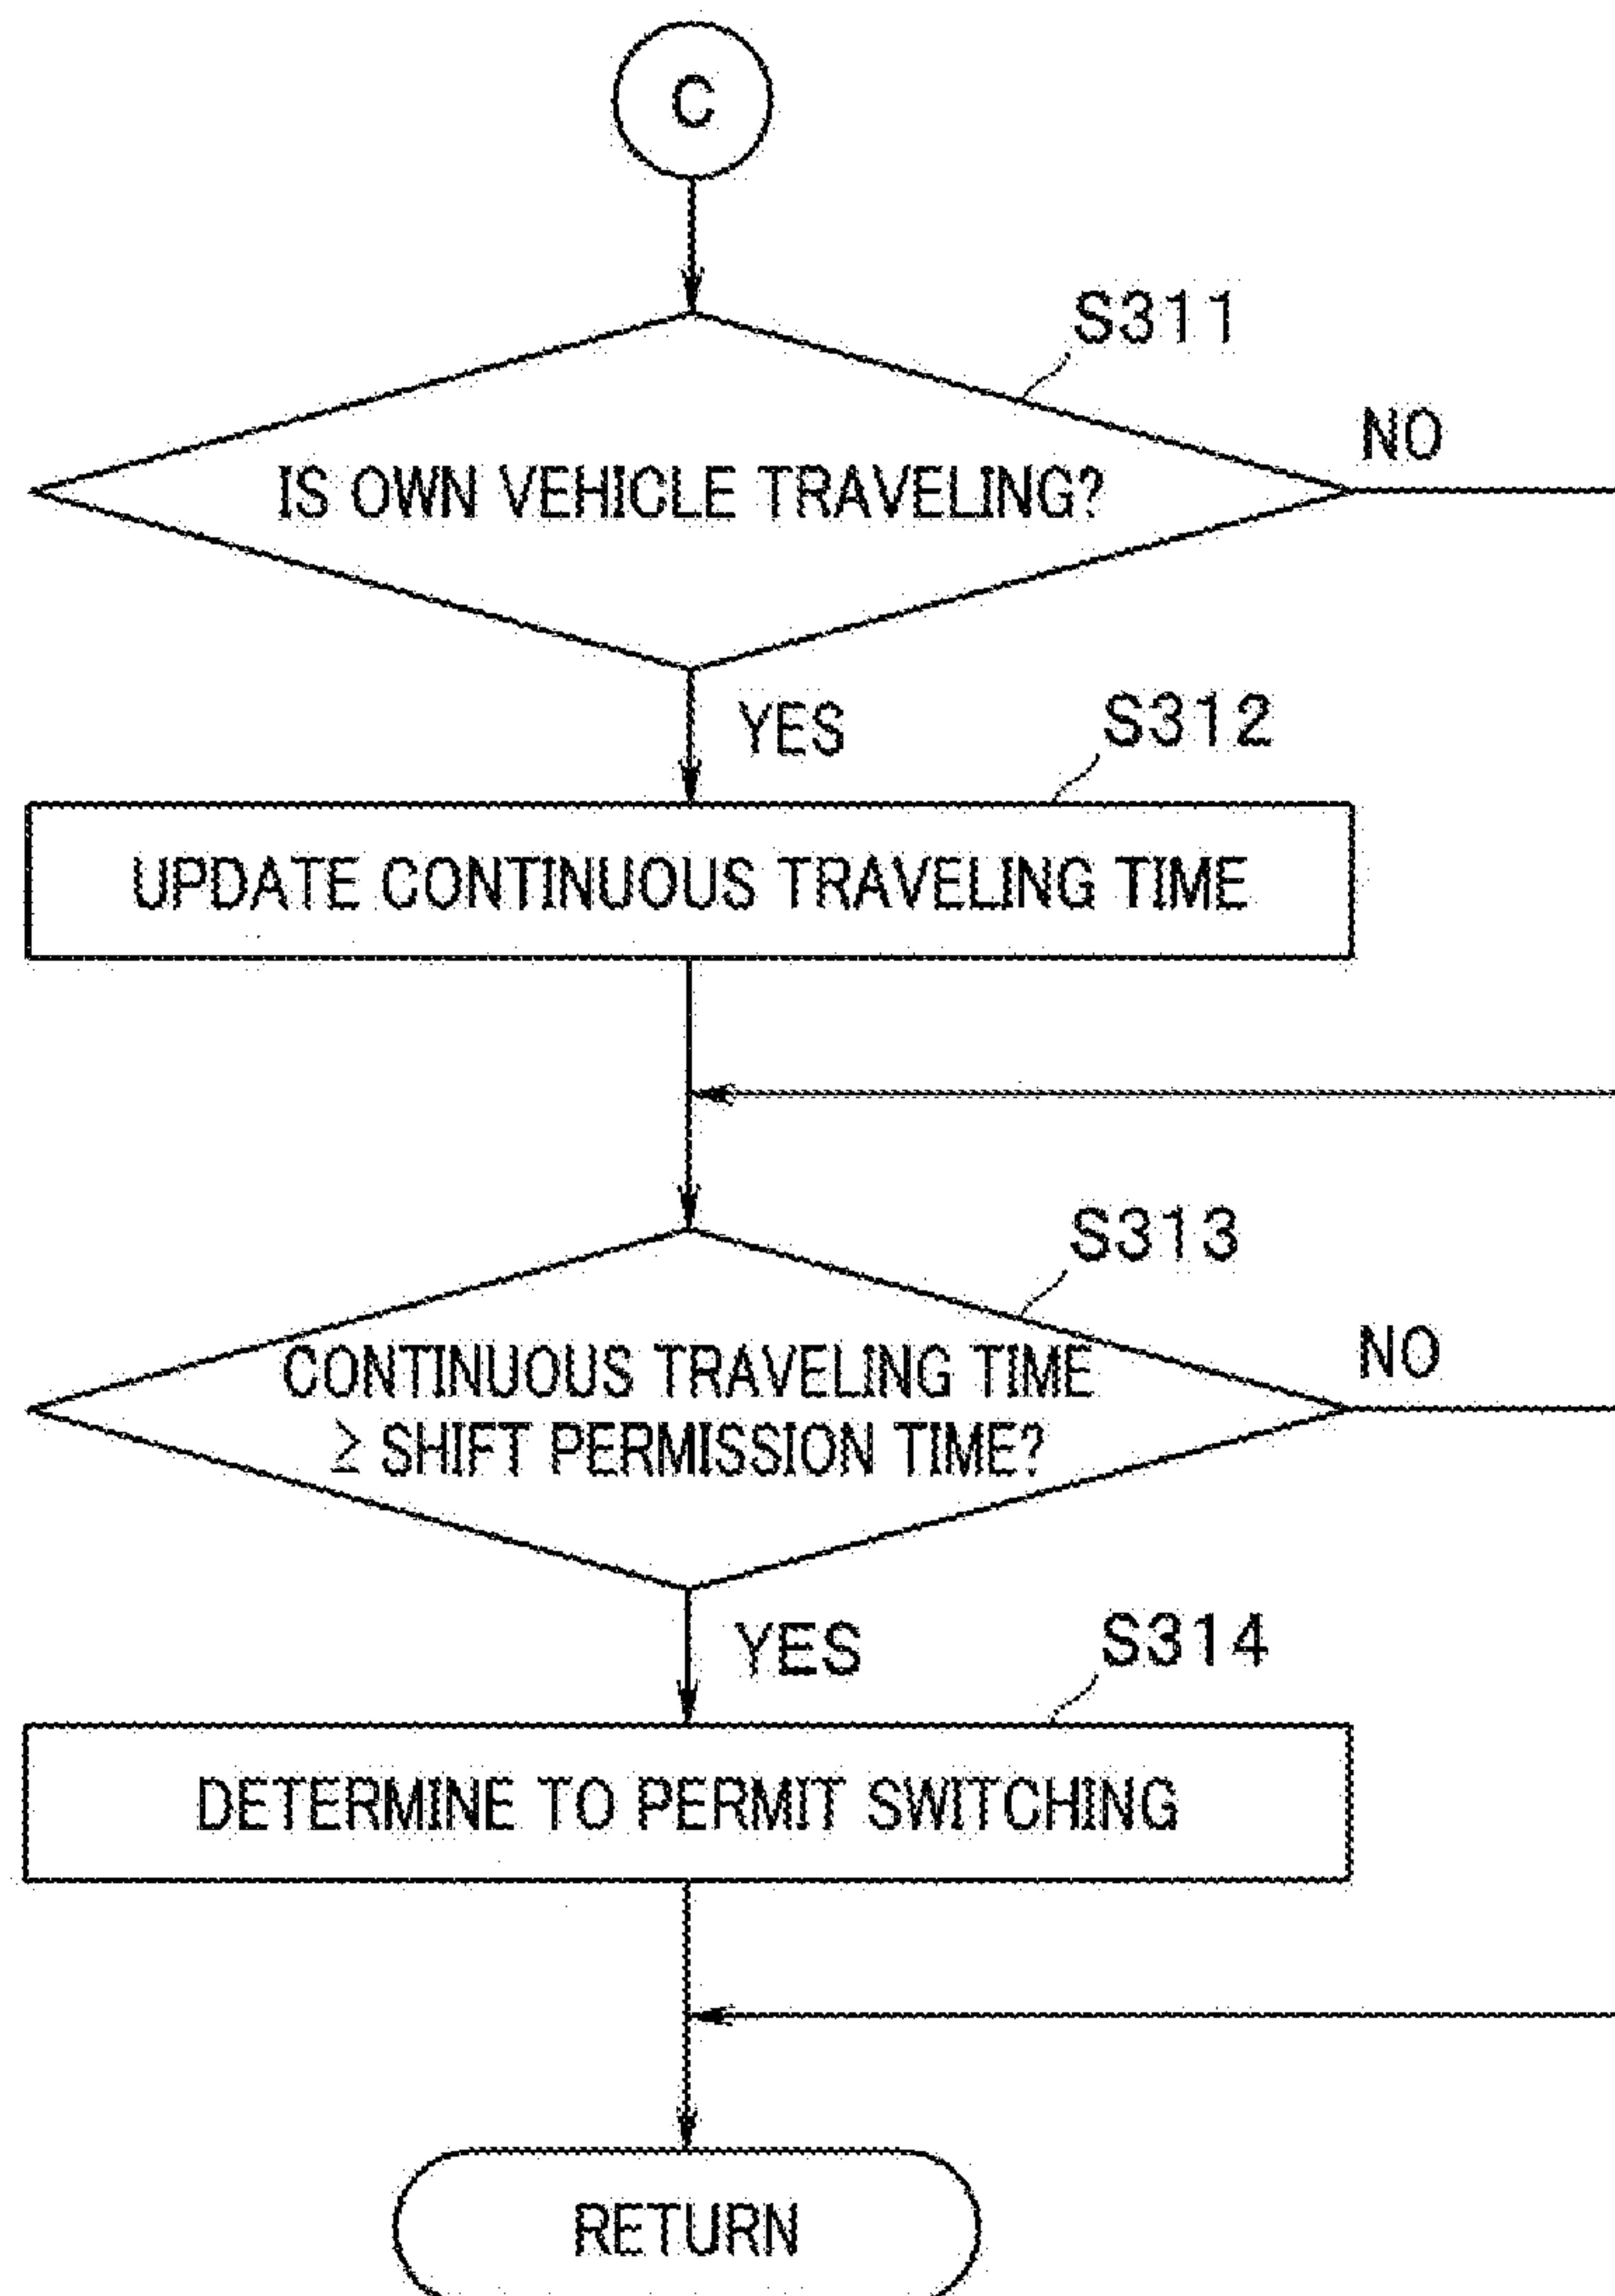 C
S311
NO
IS OWN VEHICLE TRAVELING?
YES
S312
UPDATE CONTINUOUS TRAVELING TIME
S313
NO
CONTINUOUS TRAVELING TIME
≥ SHIFT PERMISSION TIME?
YES
S314
DETERMINE TO PERMIT SWITCHING
RETURN